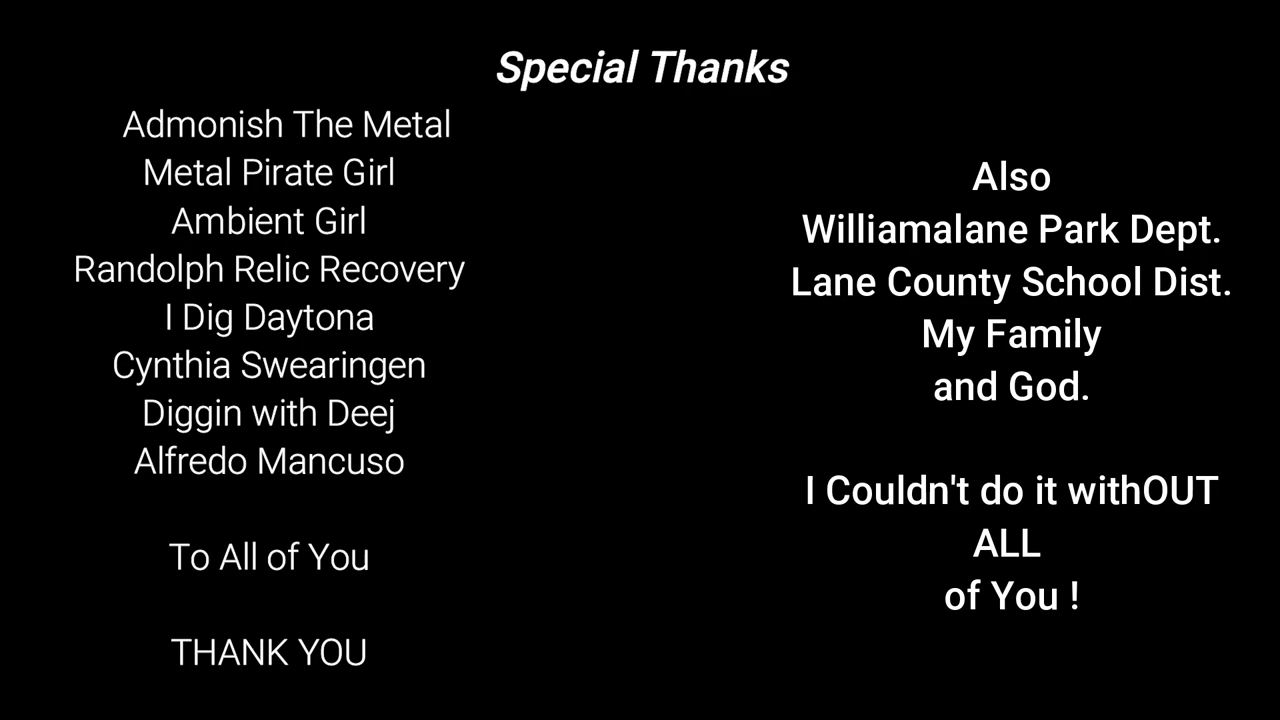 Special Thanks
Admonish The Metal
Metal Pirate Girl
Ambient Girl
Randolph Relic Recovery
I Dig Daytona
Cynthia Swearingen
Diggin with Deej
Alfredo Mancuso
To All of You
THANK YOU
Also
Williamalane Park Dept.
Lane County School Dist.
My Family
and God.
I Couldn't do it withOUT
ALL
of You !